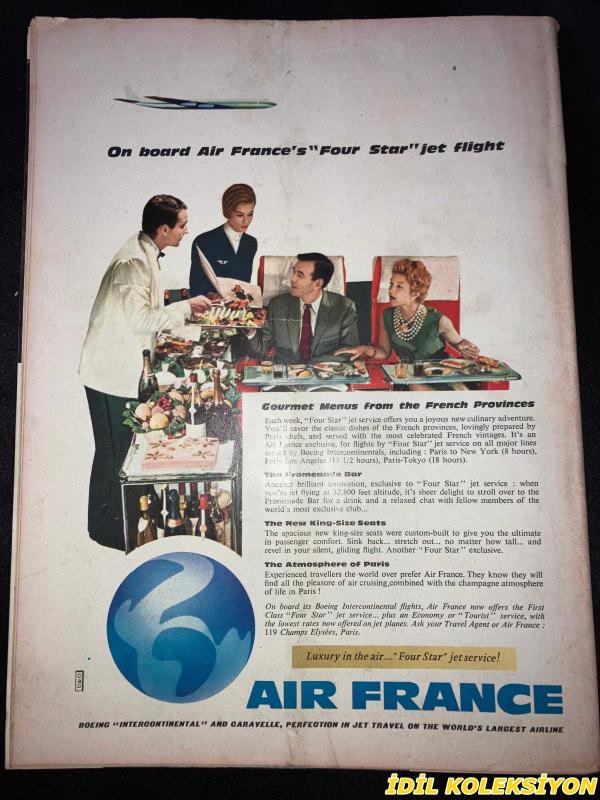 On board Air France's "Four Star" jet flight
Gourmet Menus from the French Provinces
Each week, "Four Star" jet service offers you a joyous new culinary adventure.
You'll savor the classic dishes of the French provinces, lovingly prepared by
Paris chefs, and served with the most celebrated French vintages. It's an
Air France exclusive, for flights by "Four Star" jet service on all major lines
served by Boeing Intercontinentals, including : Paris to New York (8 hours),
Paris-Los Angeles (13 1/2 hours), Paris-Tokyo (18 hours).
The Promenade Bar
Another brilliant innovation, exclusive to "Four Star" jet service : when
you're jet flying at 32,800 feet altitude, it's sheer delight to stroll over to the
Promenade Bar for a drink and a relaxed chat with fellow members of the
world's most exclusive club...
The New King-Size Seats
The spacious new king-size seats were custom-built to give you the ultimate
in passenger comfort. Sink back... stretch out... no matter how tall... and
revel in your silent, gliding flight. Another "Four Star" exclusive.
The Atmosphere of Paris
Experienced travellers the world over prefer Air France. They know they will
find all the pleasure of air cruising,combined with the champagne atmosphere
of life in Paris !
On board its Boeing Intercontinental flights, Air France now offers the First
Class "Four Star" jet service... plus an Economy or "Tourist" service, with
the lowest rates now offered on jet planes. Ask your Travel Agent or Air France :
119 Champs Elysées, Paris.
Luxury in the air..." Four Star" jet service!
AIR FRANCE
BOEING "INTERCONTINENTAL" AND CARAVELLE, PERFECTION IN JET TRAVEL ON THE WORLD'S LARGEST AIRLINE
İDİL KOLEKSİYON